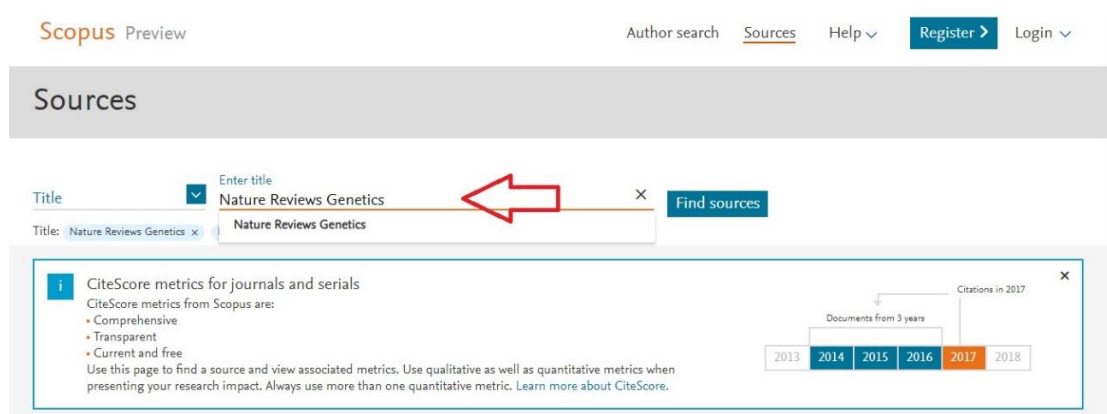 Scopus Preview
Author search Sources Help Register Login
Sources
Enter title
Title Nature Reviews Genetics × Find sources
Title: Nature Reviews Genetics × Nature Reviews Genetics
i CiteScore metrics for journals and serials ×
CiteScore metrics from Scopus are:
• Comprehensive
• Transparent
• Current and free
Use this page to find a source and view associated metrics. Use qualitative as well as quantitative metrics when
presenting your research impact. Always use more than one quantitative metric. Learn more about CiteScore.
Citations in 2017
Documents from 3 years
2013 2014 2015 2016 2017 2018